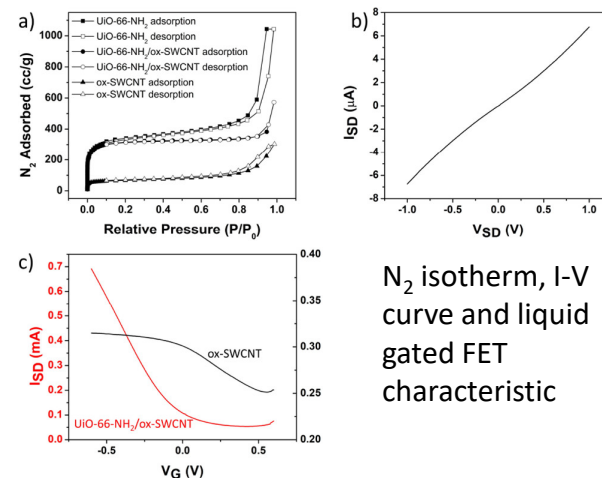 a)
UiO-66-NH2 adsorption
UiO-66-NH2 desorption
UiO-66-NH2/ox-SWCNT adsorption
UiO-66-NH2/ox-SWCNT desorption
ox-SWCNT adsorption
ox-SWCNT desorption
N2 Adsorbed (cc/g)
1000
800
600
400
200
0
0.0 0.2 0.4 0.6 0.8 1.0
Relative Pressure (P/P0)
b)
ISD (μA)
8
6
4
2
0
-2
-4
-6
-8
-1.0 -0.5 0.0 0.5 1.0
VSD (V)
c)
ISD (mA)
0.7
0.6
0.5
0.4
0.3
0.2
0.1
0.0
0.40
0.35
0.30
0.25
0.20
ox-SWCNT
UiO-66-NH2/ox-SWCNT
-0.5 0.0 0.5
VG (V)
N2 isotherm, I-V
curve and liquid
gated FET
characteristic